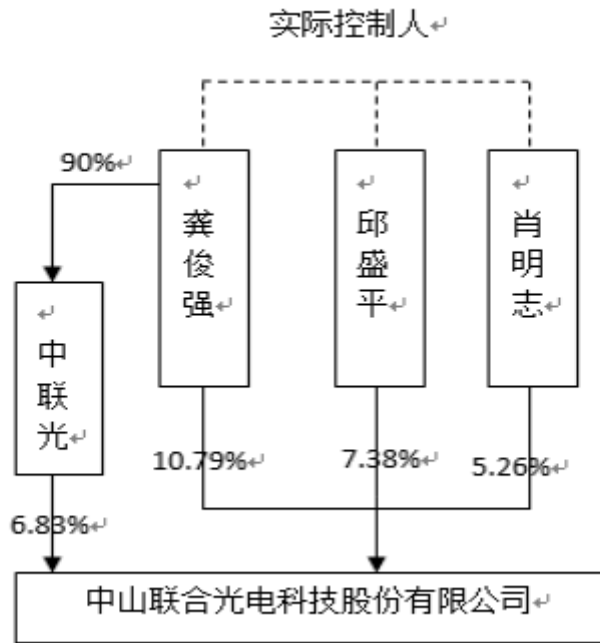 实际控制人
90%
龚俊强
邱盛平
肖明志
中联光
10.79%
7.38%
5.26%
6.83%
中山联合光电科技股份有限公司